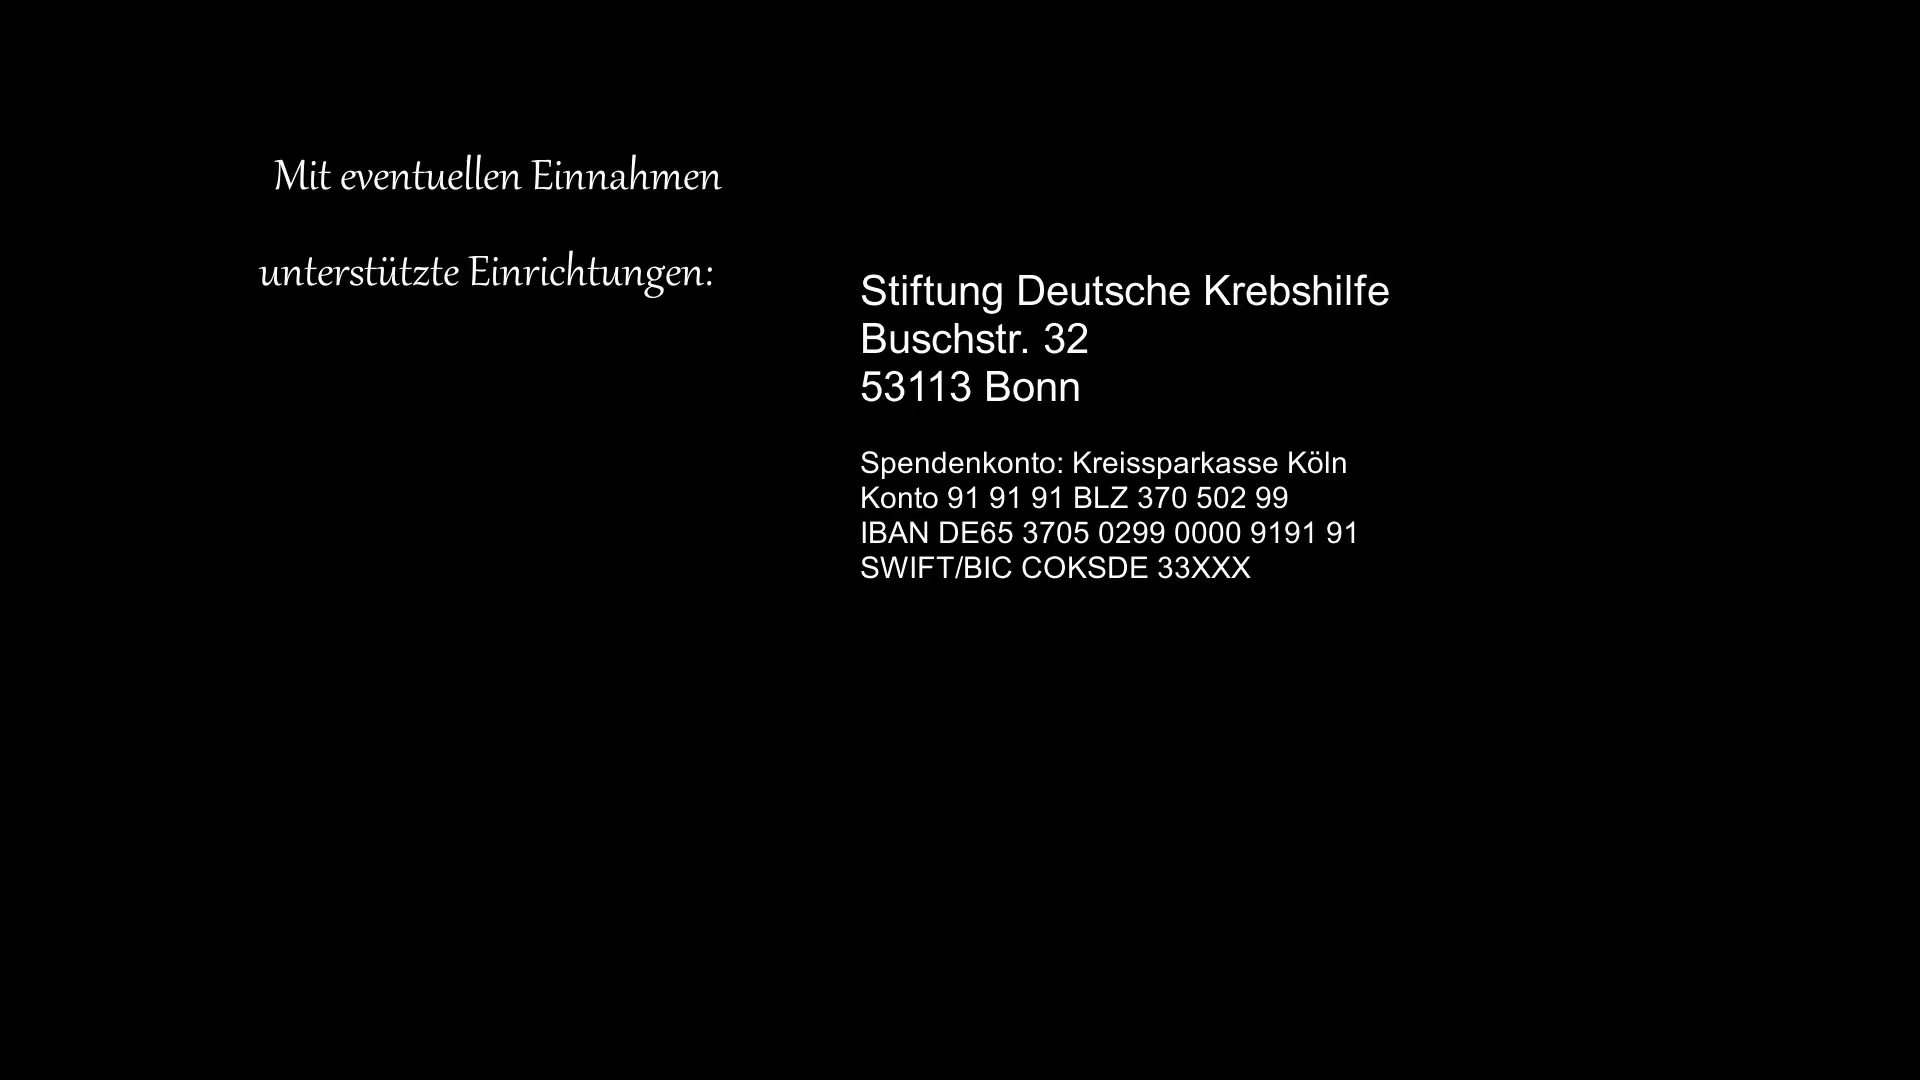 Mit eventuellen Einnahmen
unterstützte Einrichtungen:
Stiftung Deutsche Krebshilfe
Buschstr. 32
53113 Bonn
Spendenkonto: Kreissparkasse Köln
Konto 91 91 91 BLZ 370 502 99
IBAN DE65 3705 0299 0000 9191 91
SWIFT/BIC COKSDE 33XXX